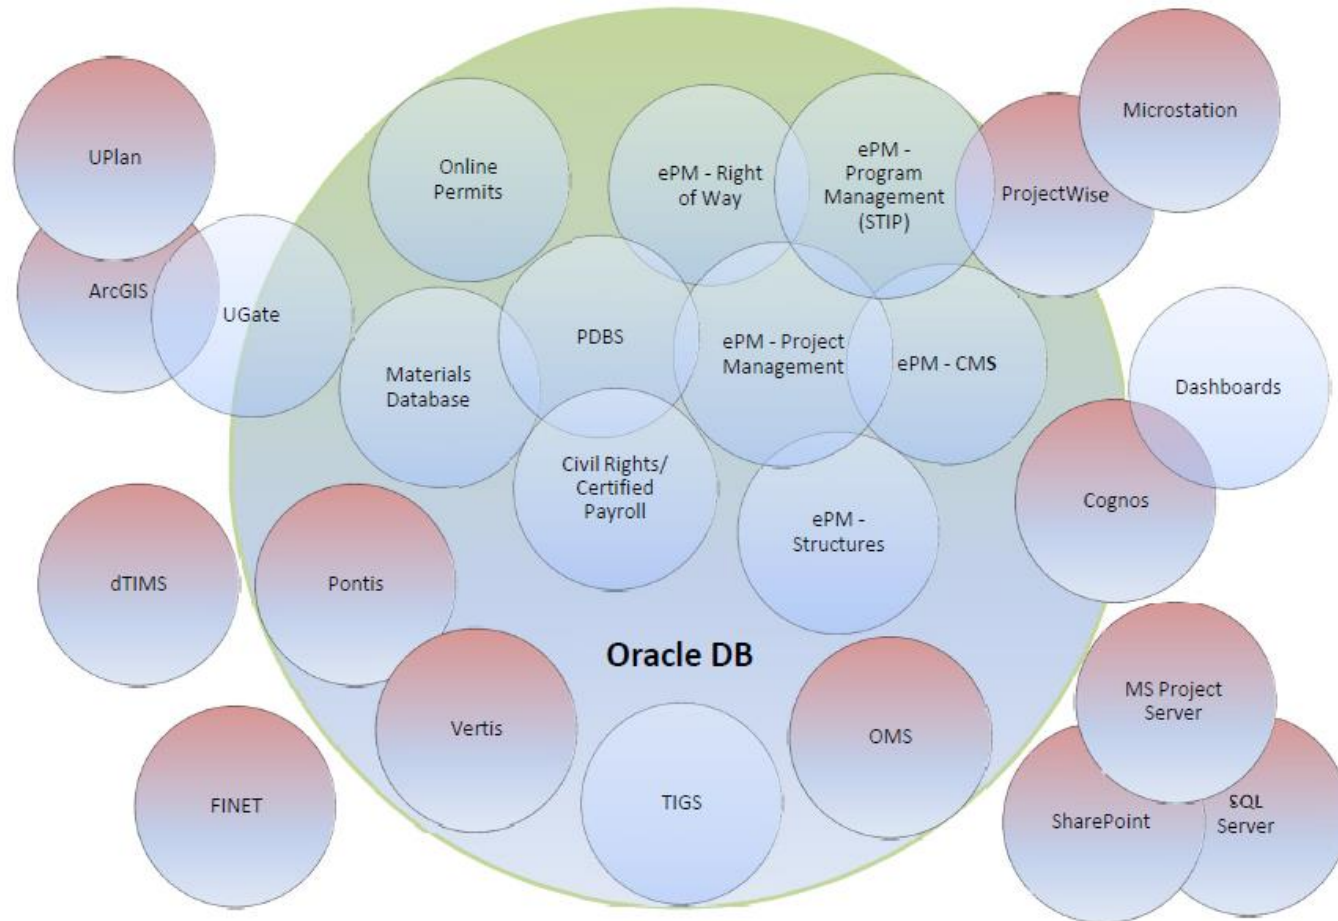 UPlan
ArcGIS
UGate
Online
Permits
ePM - Right
of Way
ePM -
Program
Management
(STIP)
ProjectWise
Microstation
Materials
Database
PDBS
ePM - Project
Management
ePM - CMS
Dashboards
Civil Rights/
Certified
Payroll
ePM -
Structures
Cognos
dTIMS
Pontis
Oracle DB
Vertis
OMS
MS Project
Server
FINET
TIGS
SharePoint
SQL
Server